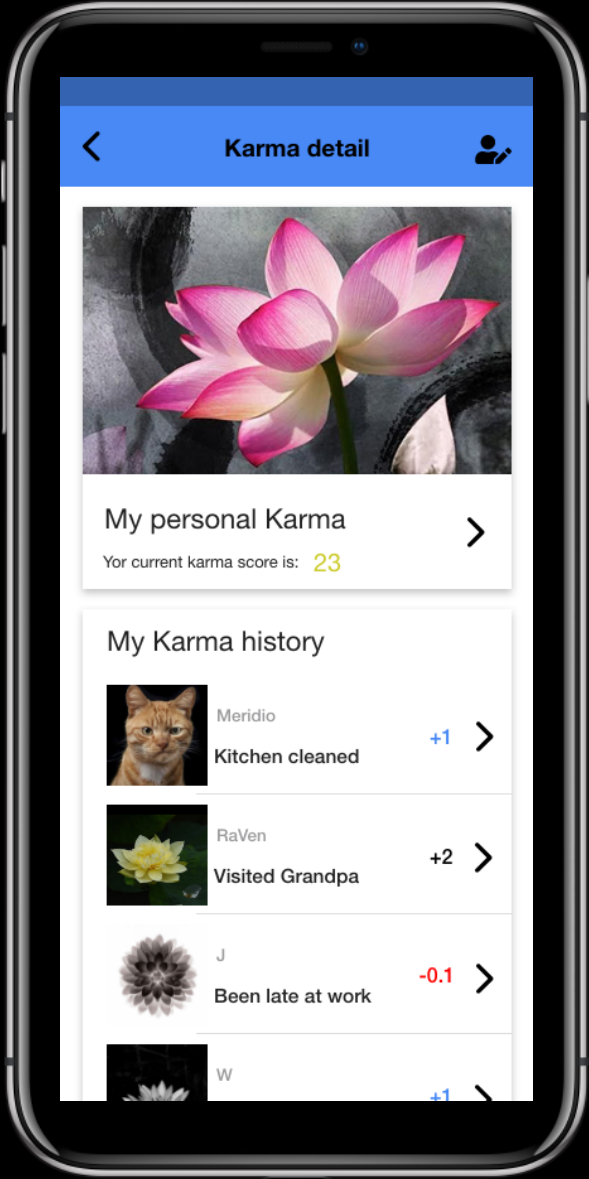 Karma detail
My personal Karma
Yor current karma score is: 23
My Karma history
Meridio
+1
Kitchen cleaned
RaVen
+2
Visited Grandpa
J
-0.1
Been late at work
W
+1